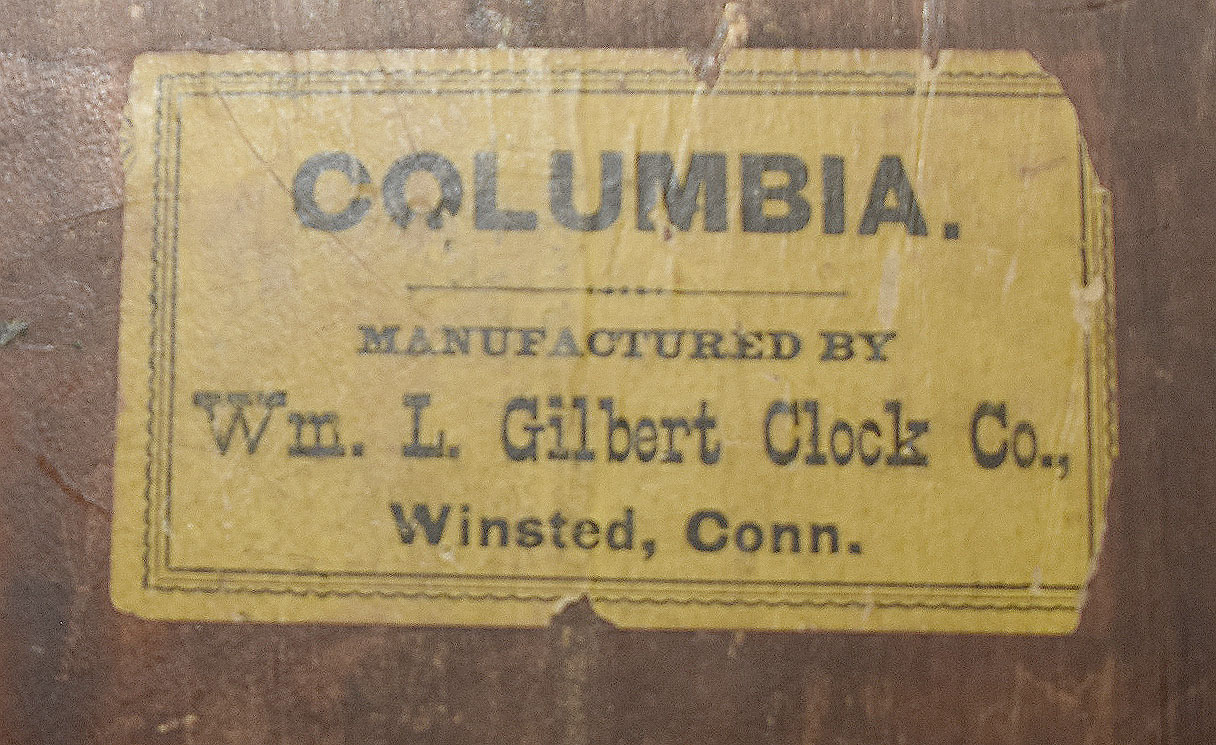 COLUMBIA.
MANUFACTURED BY
Wm. L. Gilbert Clock Co.,
Winsted, Conn.